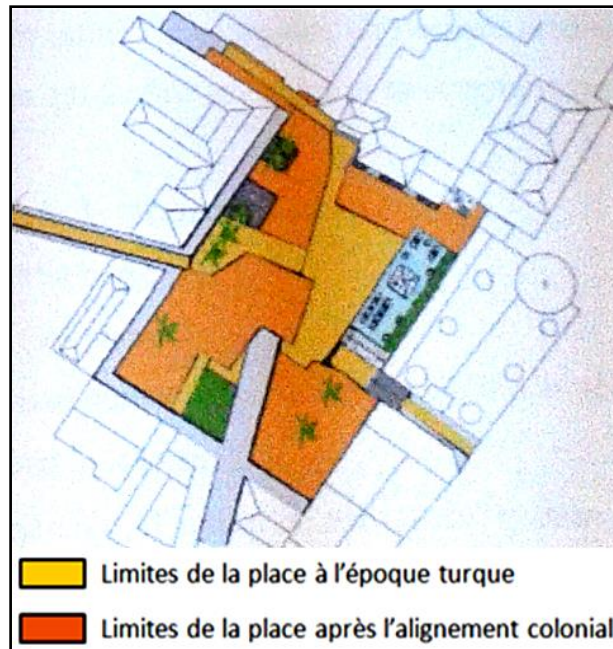 Limites de la place à l'époque turque
Limites de la place après l'alignement colonial